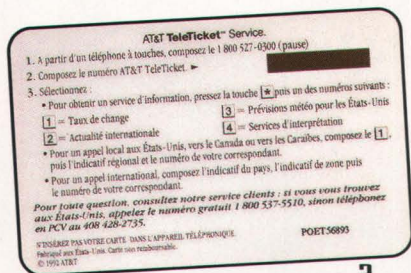 AT&T TeleTicket℠ Service.
1. A partir d'un téléphone à touches, composez le 1 800 527-0300 (pause)
2. Composez le numéro AT&T TeleTicket. ►
3. Sélectionnez :
• Pour obtenir un service d'information, pressez la touche * puis un des numéros suivants :
1 = Taux de change
3 = Prévisions météo pour les États-Unis
2 = Actualité internationale
4 = Services d'interprétation
• Pour un appel local aux États-Unis, vers le Canada ou vers les Caraïbes, composez le 1,
puis l'indicatif régional et le numéro de votre correspondant.
• Pour un appel international, composez l'indicatif du pays, l'indicatif de zone puis
le numéro de votre correspondant.
Pour toute question, consultez notre service clients : si vous vous trouvez
aux États-Unis, appelez le numéro gratuit 1 800 537-5510, sinon téléphonez
en PCV au 408 428-2735.
N'INSÉREZ PAS VOTRE CARTE DANS L'APPAREIL TÉLÉPHONIQUE.
POET56893
Fabriqué aux États-Unis. Carte non remboursable.
© 1992 AT&T